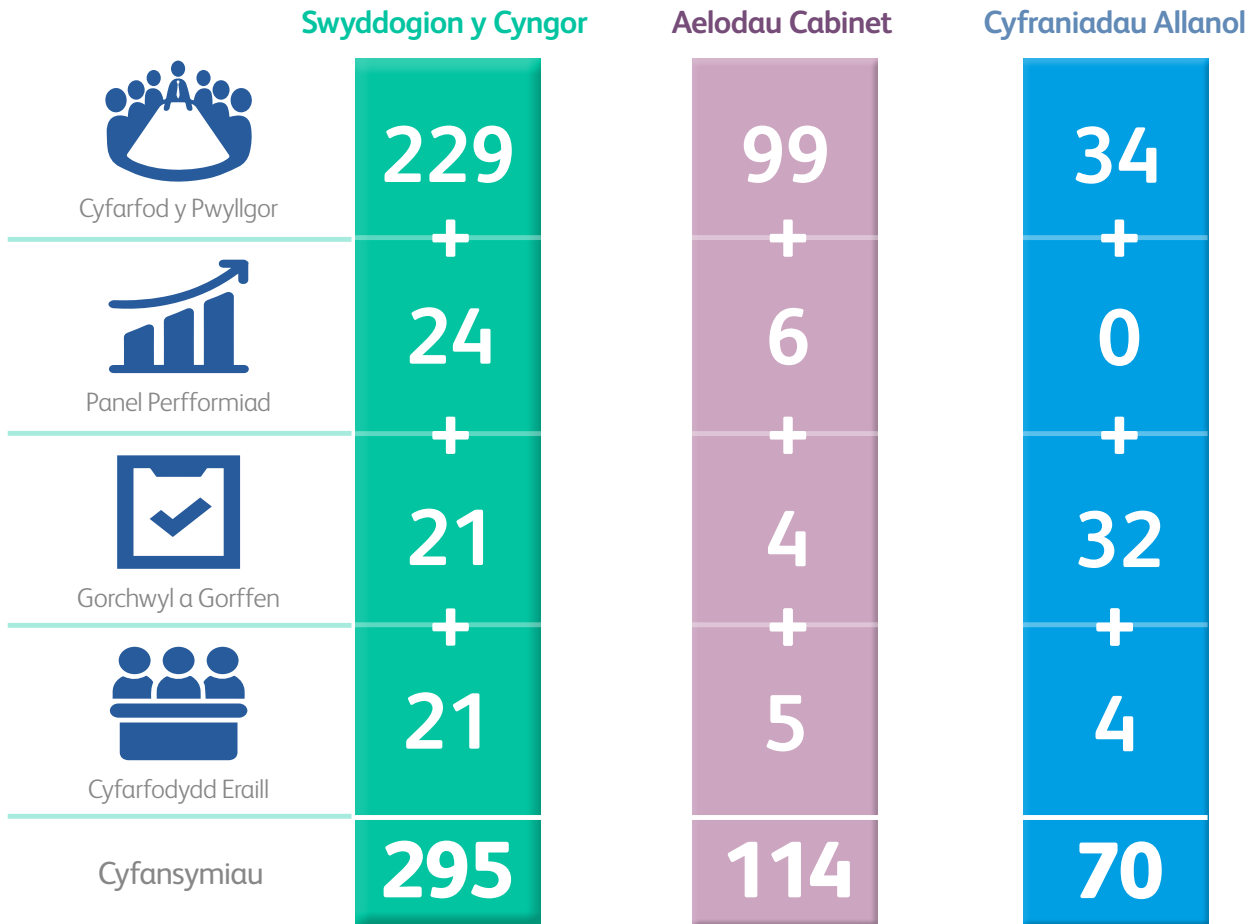 Swyddogion y Cyngor Aelodau Cabinet Cyfraniadau Allanol
229 99 34
Cyfarfod y Pwyllgor
+ + +
24 6 0
Panel Perfformiad
+ + +
21 4 32
Gorchwyl a Gorffen
+ + +
21 5 4
Cyfarfodydd Eraill
Cyfansymiau 295 114 70